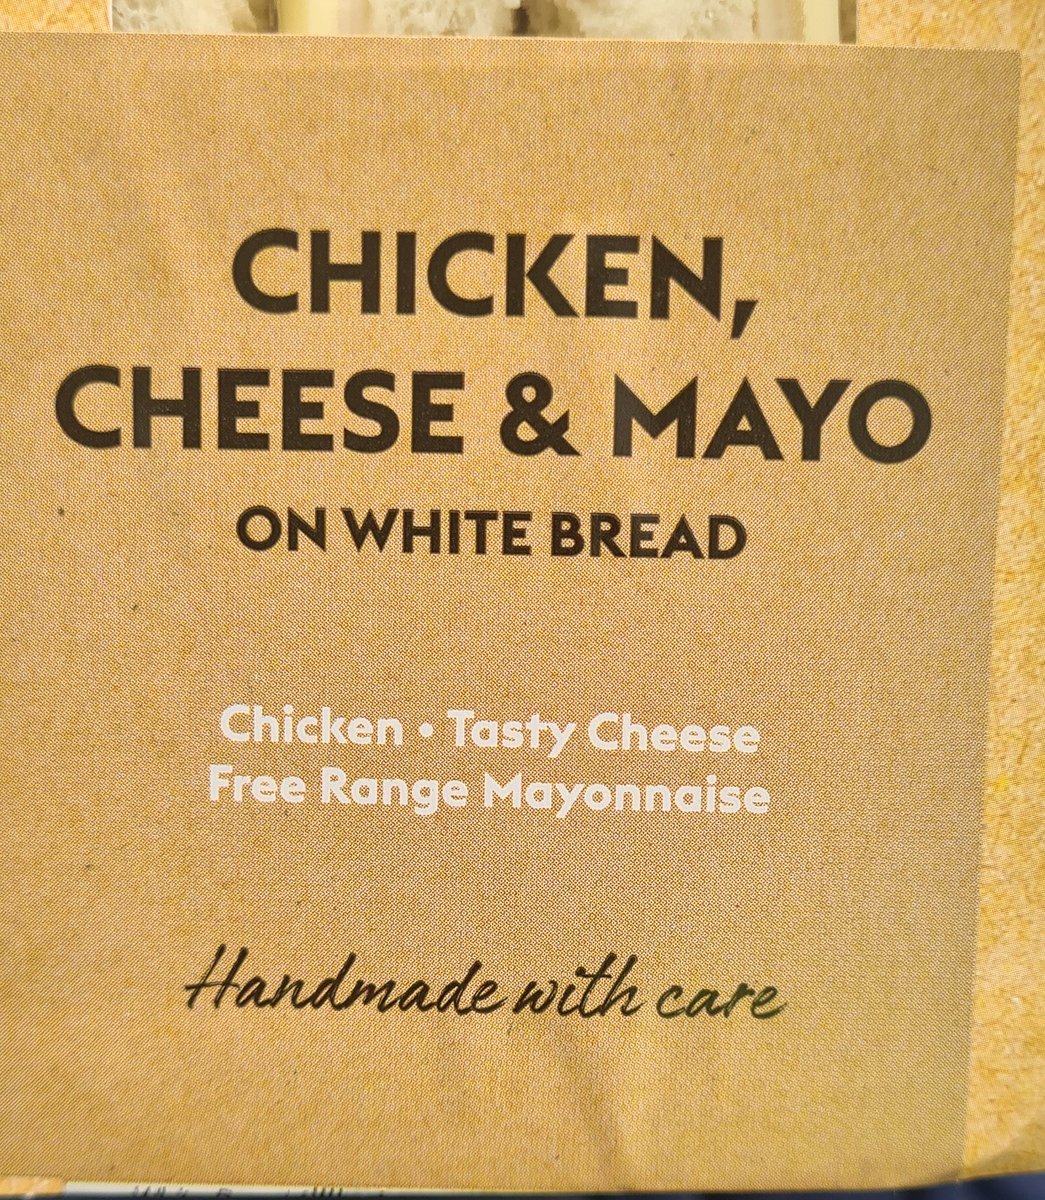 CHICKEN,
CHEESE & MAYO
ON WHITE BREAD
Chicken • Tasty Cheese
Free Range Mayonnaise
Handmade with care